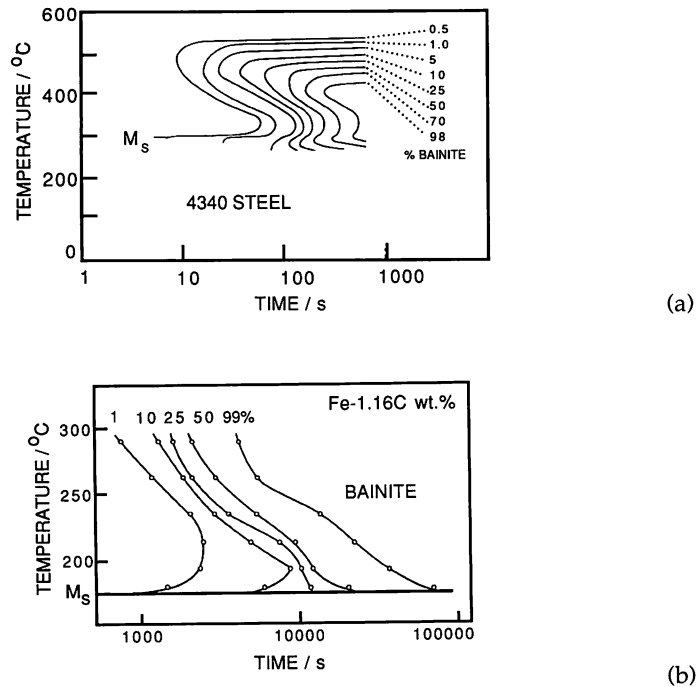 600
400
200
0
TEMPERATURE / °C
Ms
4340 STEEL
0.5
1.0
5
10
25
50
70
98
% BAINITE
1 10 100 1000
TIME / s
(a)
Fe-1.16C wt.%
1 10 25 50 99%
300
250
200
Ms
TEMPERATURE / °C
BAINITE
1000 10000 100000
TIME / s
(b)